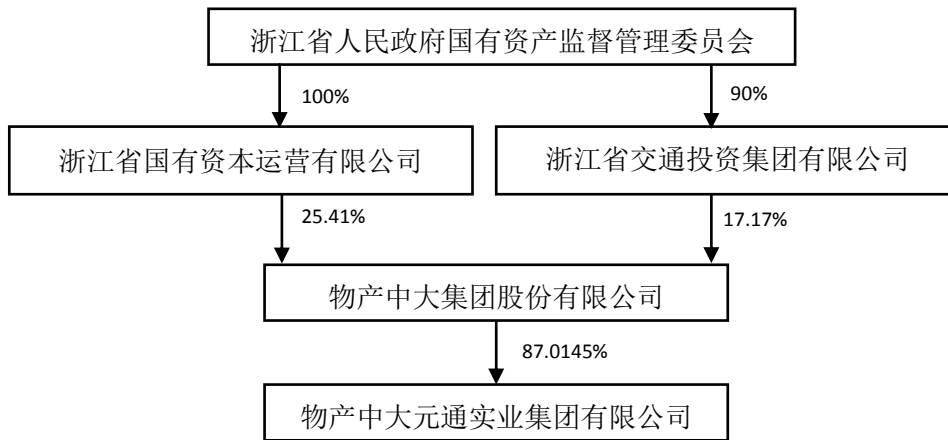 浙江省人民政府国有资产监督管理委员会
100%
90%
浙江省国有资本运营有限公司
浙江省交通投资集团有限公司
25.41%
17.17%
物产中大集团股份有限公司
87.0145%
物产中大元通实业集团有限公司